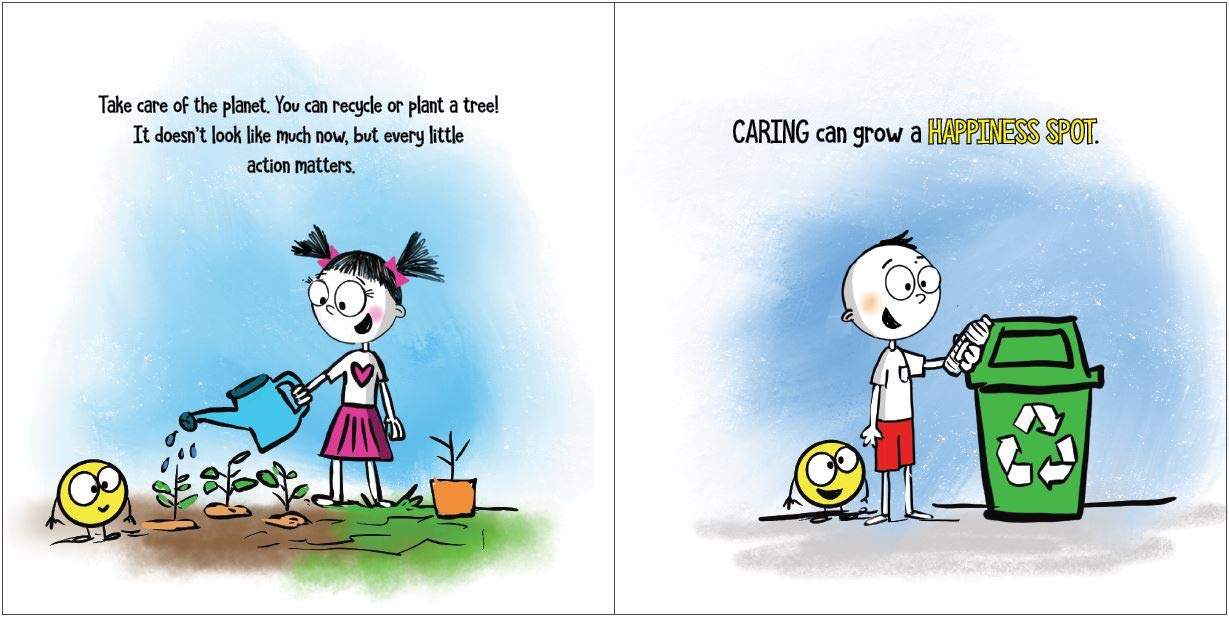 Take care of the planet. You can recycle or plant a tree!
It doesn't look like much now, but every little
action matters.
CARING can grow a HAPPINESS SPOT.